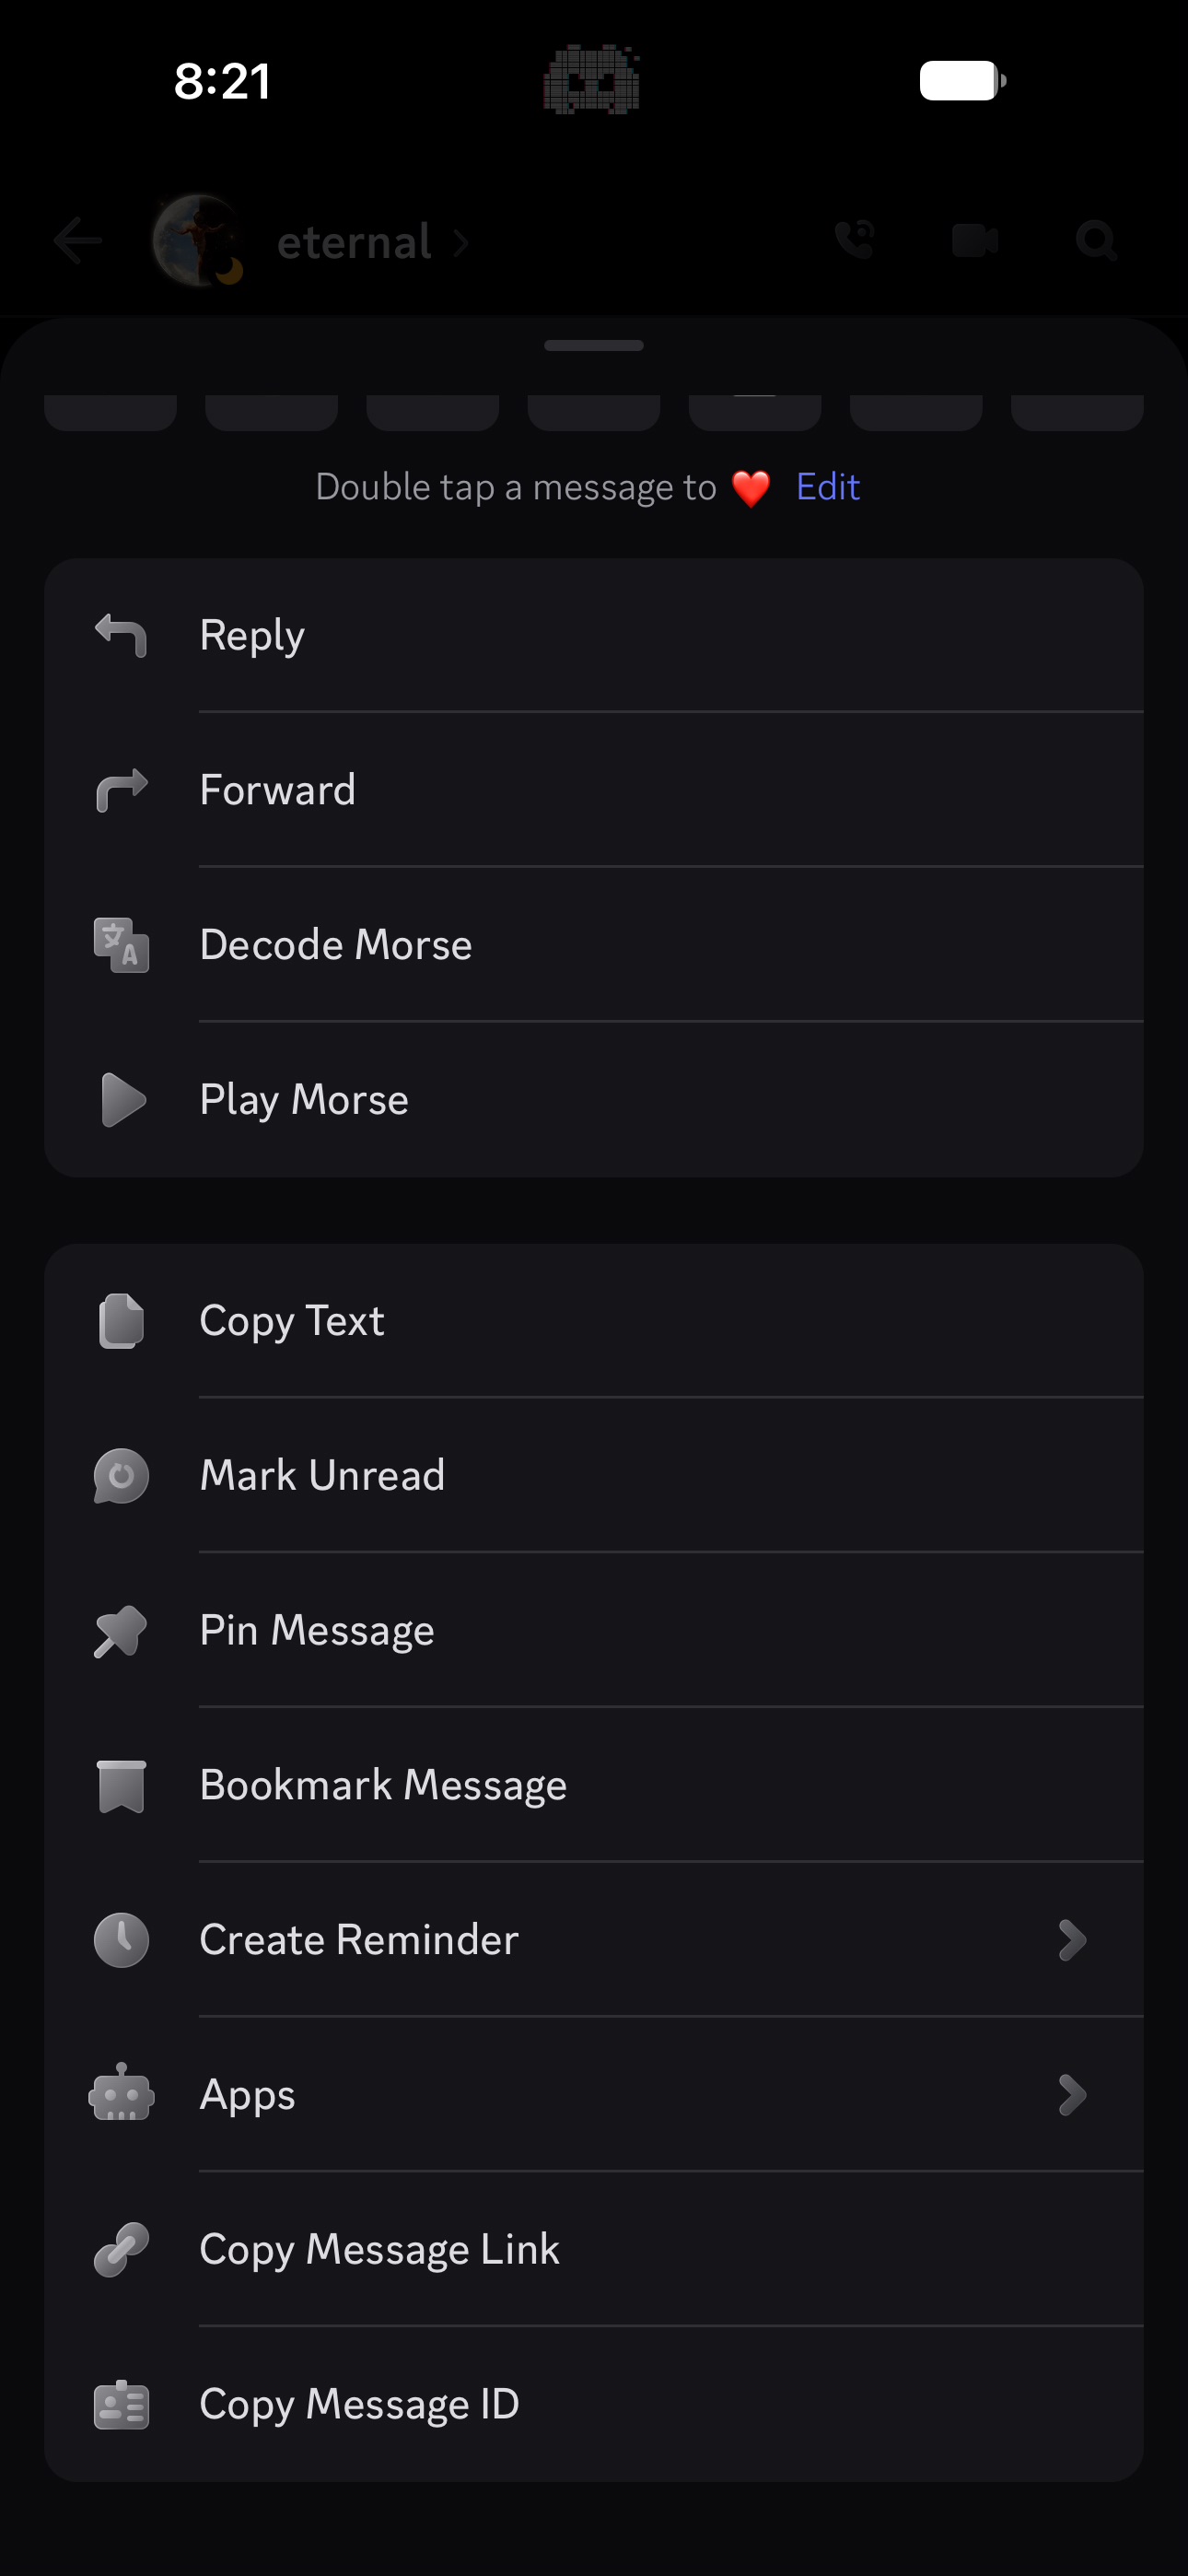 8:21
eternal
Double tap a message to ❤️ Edit
Reply
Forward
Decode Morse
Play Morse
Copy Text
Mark Unread
Pin Message
Bookmark Message
Create Reminder
Apps
Copy Message Link
Copy Message ID